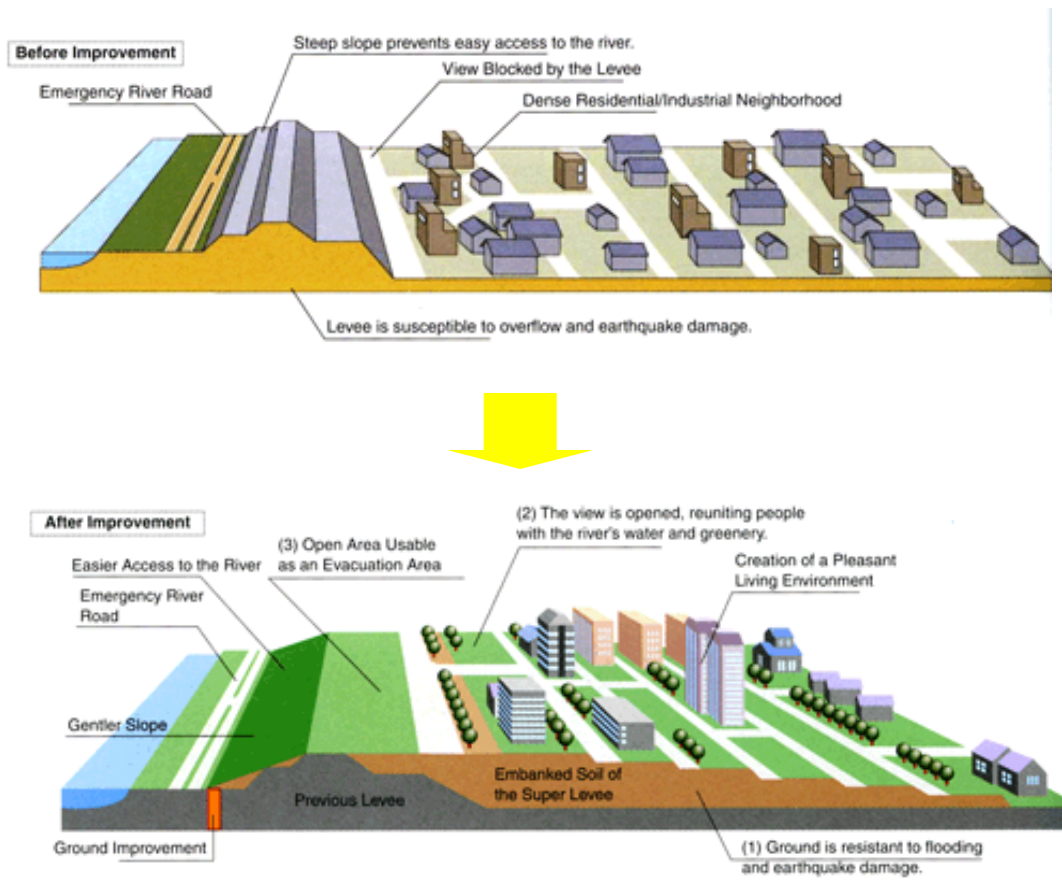 Before Improvement
Steep slope prevents easy access to the river.
View Blocked by the Levee
Emergency River Road
Dense Residential/Industrial Neighborhood
Levee is susceptible to overflow and earthquake damage.
After Improvement
(2) The view is opened, reuniting people
with the river's water and greenery.
(3) Open Area Usable
as an Evacuation Area
Easier Access to the River
Creation of a Pleasant
Living Environment
Emergency River
Road
Gentler Slope
Embanked Soil of
the Super Levee
Previous Levee
Ground Improvement
(1) Ground is resistant to flooding
and earthquake damage.